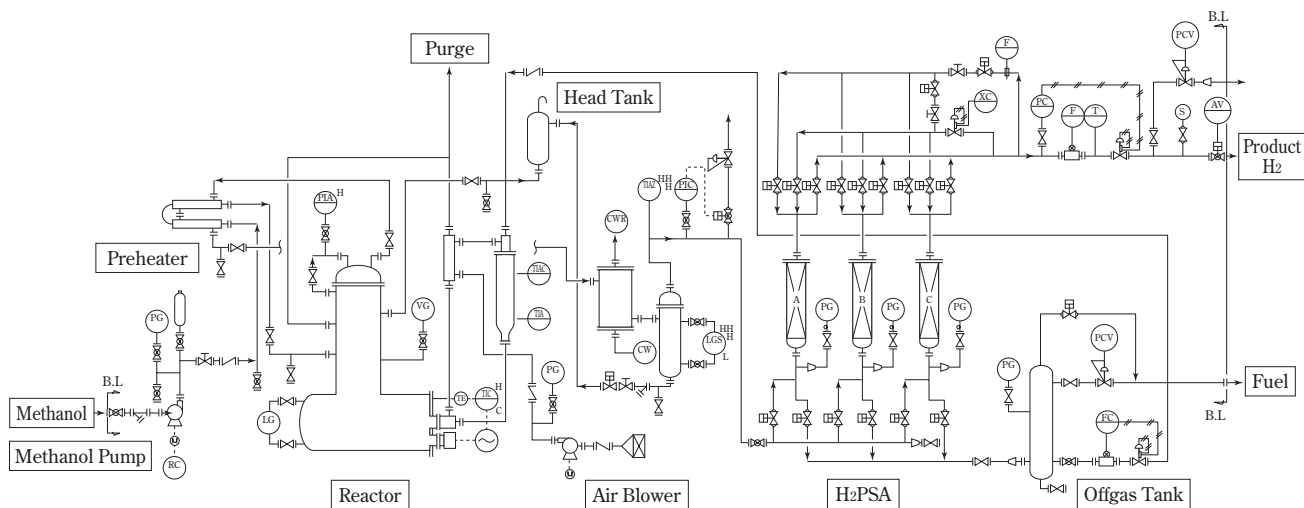 B.L
PCV
F
Purge
Head Tank
XC
PC
F
T
S
AV
Product
H2
HH
H
TIAZ
PIC
PIA
H
CWR
Preheater
TIAC
A
B
C
PG
VG
TIA
PG
PG
PG
HH
H
LGS
L
CW
PCV
PG
PG
B.L
TE
TIC
H
C
Methanol
LG
FC
Fuel
B.L
Methanol Pump
RC
Reactor
Air Blower
H2PSA
Offgas Tank